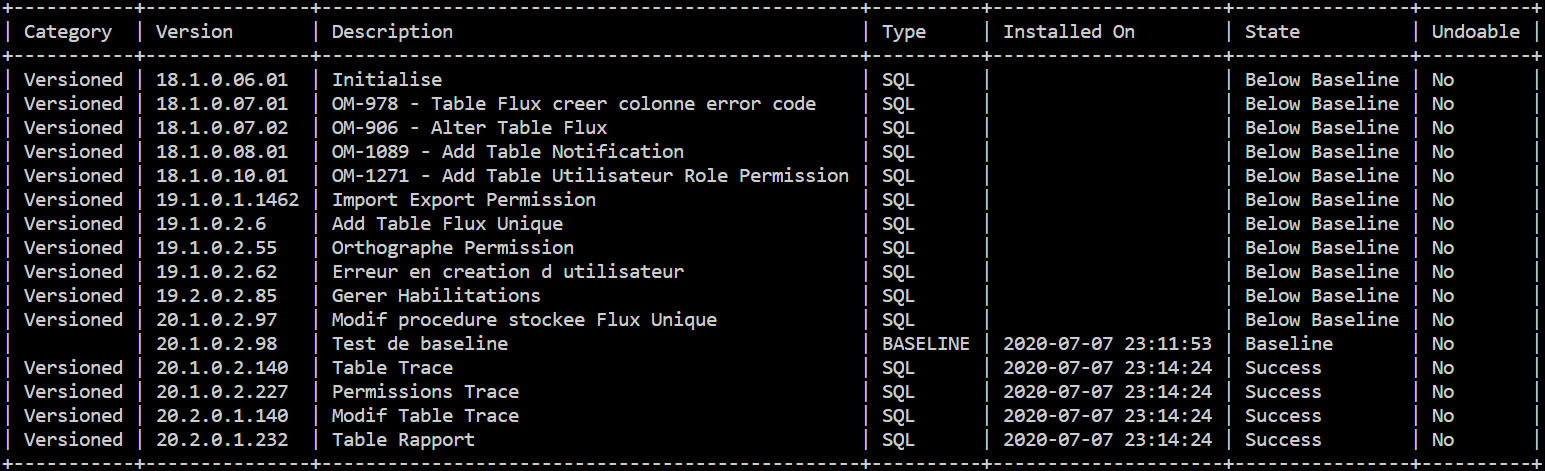 +-----------+---------------+-------------------------------------------------+----------+---------------------+----------------+----------+
| Category  | Version       | Description                                     | Type     | Installed On        | State          | Undoable |
+-----------+---------------+-------------------------------------------------+----------+---------------------+----------------+----------+
| Versioned | 18.1.0.06.01  | Initialise                                      | SQL      |                     | Below Baseline | No       |
| Versioned | 18.1.0.07.01  | OM-978 - Table Flux creer colonne error code    | SQL      |                     | Below Baseline | No       |
| Versioned | 18.1.0.07.02  | OM-906 - Alter Table Flux                       | SQL      |                     | Below Baseline | No       |
| Versioned | 18.1.0.08.01  | OM-1089 - Add Table Notification                | SQL      |                     | Below Baseline | No       |
| Versioned | 18.1.0.10.01  | OM-1271 - Add Table Utilisateur Role Permission | SQL      |                     | Below Baseline | No       |
| Versioned | 19.1.0.1.1462 | Import Export Permission                        | SQL      |                     | Below Baseline | No       |
| Versioned | 19.1.0.2.6    | Add Table Flux Unique                           | SQL      |                     | Below Baseline | No       |
| Versioned | 19.1.0.2.55   | Orthographe Permission                          | SQL      |                     | Below Baseline | No       |
| Versioned | 19.1.0.2.62   | Erreur en creation d utilisateur                | SQL      |                     | Below Baseline | No       |
| Versioned | 19.2.0.2.85   | Gerer Habilitations                             | SQL      |                     | Below Baseline | No       |
| Versioned | 20.1.0.2.97   | Modif procedure stockee Flux Unique             | SQL      |                     | Below Baseline | No       |
|           | 20.1.0.2.98   | Test de baseline                                | BASELINE | 2020-07-07 23:11:53 | Baseline       | No       |
| Versioned | 20.1.0.2.140  | Table Trace                                     | SQL      | 2020-07-07 23:14:24 | Success        | No       |
| Versioned | 20.1.0.2.227  | Permissions Trace                               | SQL      | 2020-07-07 23:14:24 | Success        | No       |
| Versioned | 20.2.0.1.140  | Modif Table Trace                               | SQL      | 2020-07-07 23:14:24 | Success        | No       |
| Versioned | 20.2.0.1.232  | Table Rapport                                   | SQL      | 2020-07-07 23:14:24 | Success        | No       |
+-----------+---------------+-------------------------------------------------+----------+---------------------+----------------+----------+